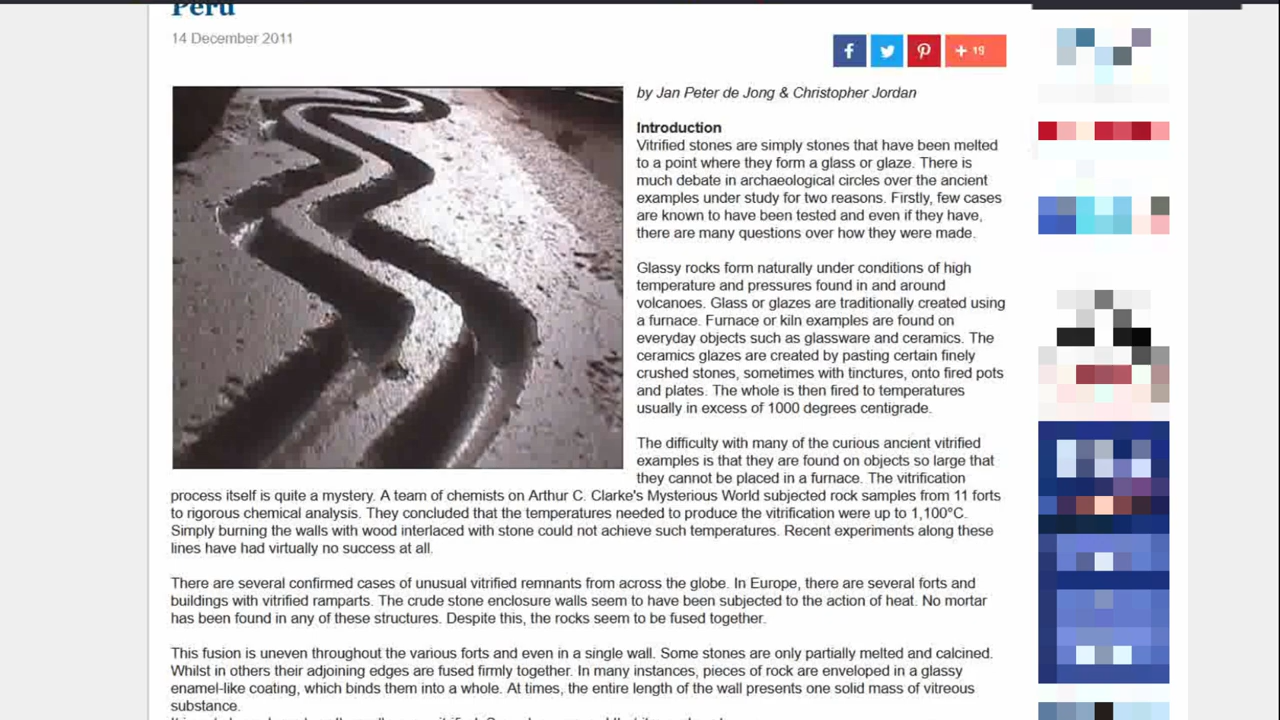 Peru
14 December 2011
+ 19
by Jan Peter de Jong & Christopher Jordan
Introduction
Vitrified stones are simply stones that have been melted
to a point where they form a glass or glaze. There is
much debate in archaeological circles over the ancient
examples under study for two reasons. Firstly, few cases
are known to have been tested and even if they have,
there are many questions over how they were made.
Glassy rocks form naturally under conditions of high
temperature and pressures found in and around
volcanoes. Glass or glazes are traditionally created using
a furnace. Furnace or kiln examples are found on
everyday objects such as glassware and ceramics. The
ceramics glazes are created by pasting certain finely
crushed stones, sometimes with tinctures, onto fired pots
and plates. The whole is then fired to temperatures
usually in excess of 1000 degrees centigrade.
The difficulty with many of the curious ancient vitrified
examples is that they are found on objects so large that
they cannot be placed in a furnace. The vitrification
process itself is quite a mystery. A team of chemists on Arthur C. Clarke's Mysterious World subjected rock samples from 11 forts
to rigorous chemical analysis. They concluded that the temperatures needed to produce the vitrification were up to 1,100°C.
Simply burning the walls with wood interlaced with stone could not achieve such temperatures. Recent experiments along these
lines have had virtually no success at all.
There are several confirmed cases of unusual vitrified remnants from across the globe. In Europe, there are several forts and
buildings with vitrified ramparts. The crude stone enclosure walls seem to have been subjected to the action of heat. No mortar
has been found in any of these structures. Despite this, the rocks seem to be fused together.
This fusion is uneven throughout the various forts and even in a single wall. Some stones are only partially melted and calcined.
Whilst in others their adjoining edges are fused firmly together. In many instances, pieces of rock are enveloped in a glassy
enamel-like coating, which binds them into a whole. At times, the entire length of the wall presents one solid mass of vitreous
substance.